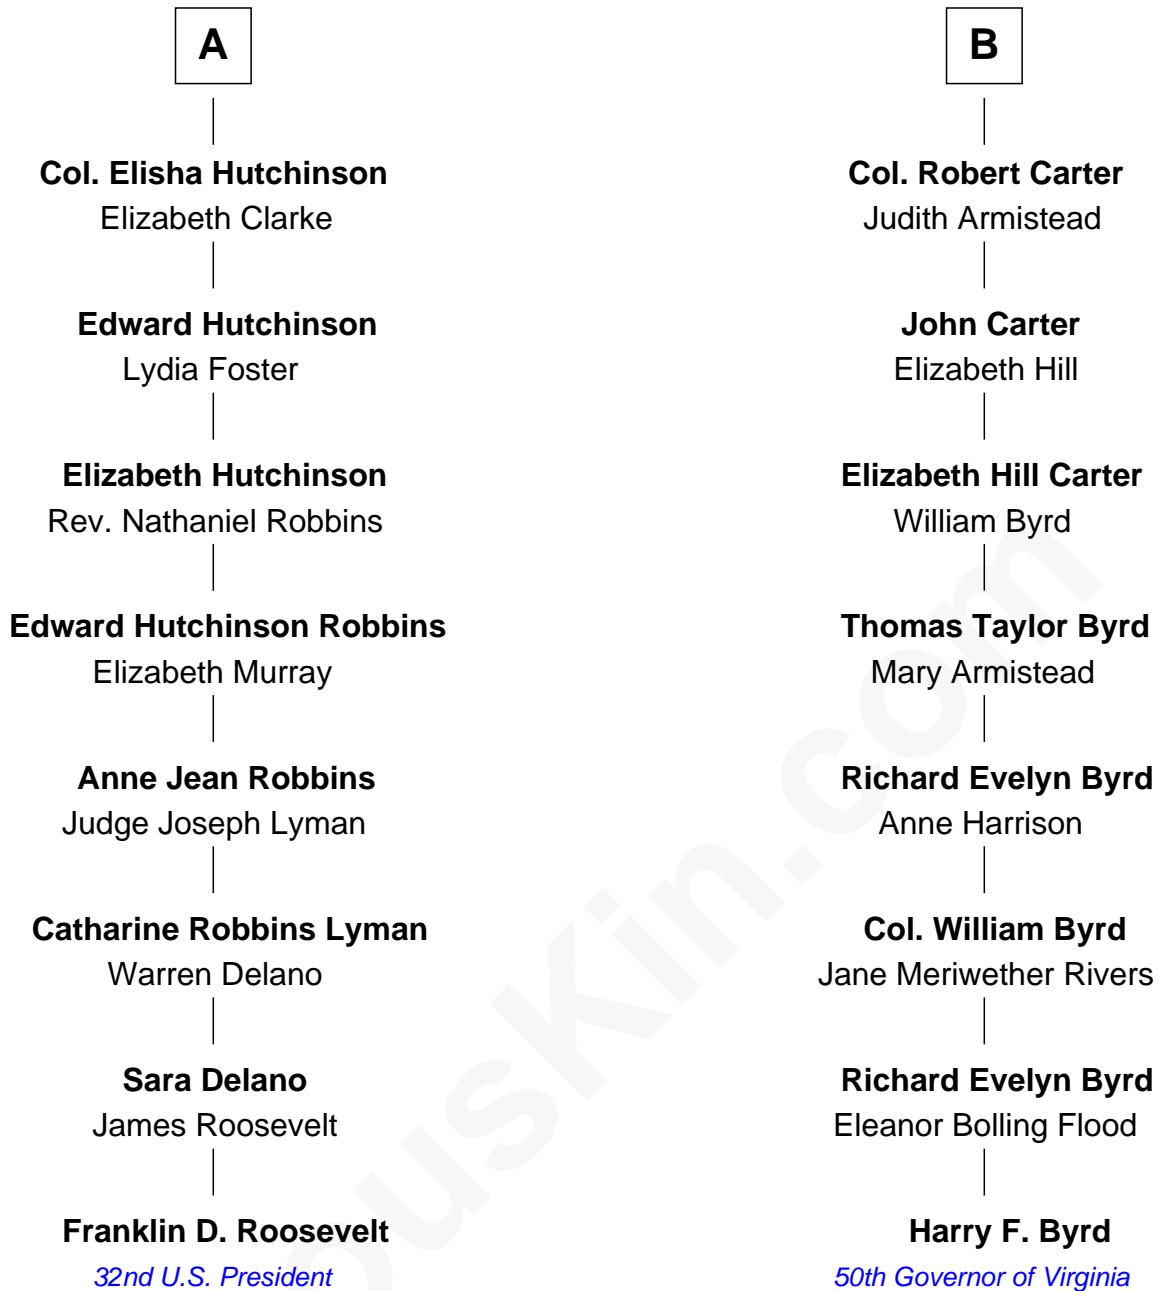 A
Col. Elisha Hutchinson
Elizabeth Clarke
Edward Hutchinson
Lydia Foster
Elizabeth Hutchinson
Rev. Nathaniel Robbins
Edward Hutchinson Robbins
Elizabeth Murray
Anne Jean Robbins
Judge Joseph Lyman
Catharine Robbins Lyman
Warren Delano
Sara Delano
James Roosevelt
Franklin D. Roosevelt
32nd U.S. President
B
Col. Robert Carter
Judith Armistead
John Carter
Elizabeth Hill
Elizabeth Hill Carter
William Byrd
Thomas Taylor Byrd
Mary Armistead
Richard Evelyn Byrd
Anne Harrison
Col. William Byrd
Jane Meriwether Rivers
Richard Evelyn Byrd
Eleanor Bolling Flood
Harry F. Byrd
50th Governor of Virginia
ousKin.com